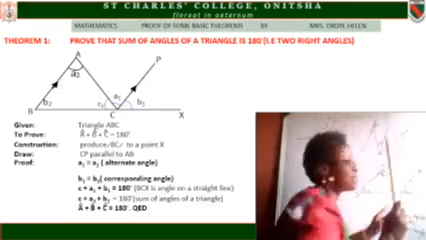 ST CHARLES' COLLEGE, ONITSHA
floreat in aeternum
MATHEMATICS PROOF OF SOME BASIC THEOREMS BY MRS. OKOYE HELEN
THEOREM 1: PROVE THAT SUM OF ANGLES OF A TRIANGLE IS 180°(I.E TWO RIGHT ANGLES)
A
P
a₂
b₂
c₁
a₁
b₁
B
C
X
Given: Triangle ABC
To Prove: Â + B̂ + Ĉ = 180°
Construction: produce/BC/ to a point X
Draw: CP parallel to AB
Proof: a₁ = a₂ ( alternate angle)
b₁ = b₂( corresponding angle)
c + a₁ + b₁ = 180° (BCX is angle on a straight line)
c + a₂ + b₂ = 180° (sum of angles of a triangle)
Â + B̂ + Ĉ = 180°. QED